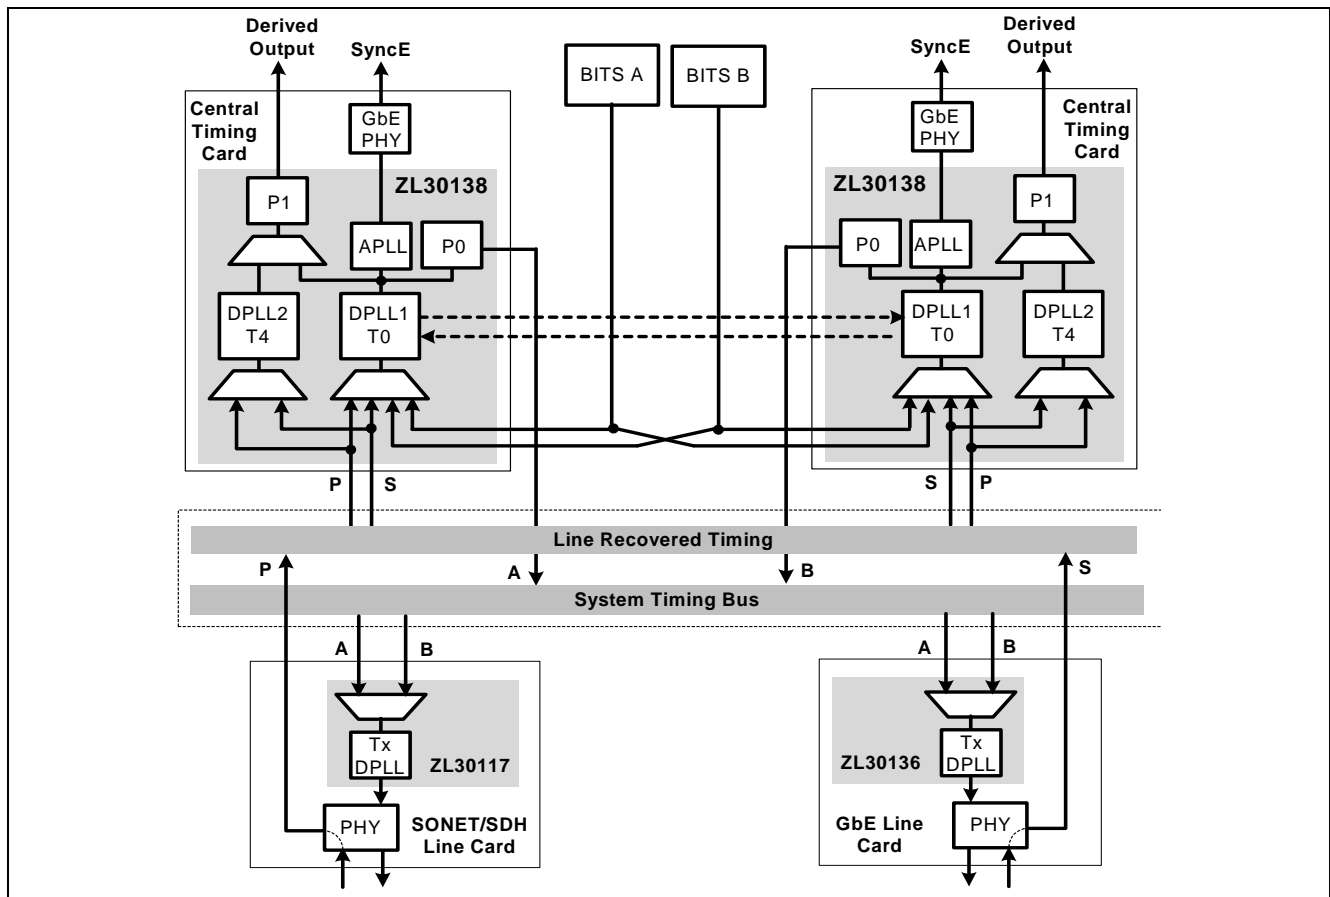 Derived
Output
SyncE
BITS A
BITS B
SyncE
Derived
Output
Central
Timing
Card
GbE
PHY
GbE
PHY
Central
Timing
Card
ZL30138
ZL30138
P1
APLL
P0
P0
APLL
P1
DPLL2
T4
DPLL1
T0
DPLL1
T0
DPLL2
T4
P
S
S
P
Line Recovered Timing
P
A
B
S
System Timing Bus
A
B
A
B
Tx
DPLL
ZL30117
ZL30136
Tx
DPLL
PHY
SONET/SDH
Line Card
GbE Line
Card
PHY